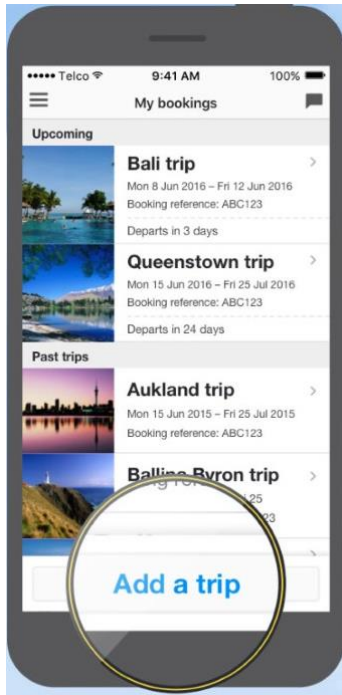 Telco 9:41 AM 100%
My bookings
Upcoming
Bali trip
Mon 8 Jun 2016 – Fri 12 Jun 2016
Booking reference: ABC123
Departs in 3 days
Queenstown trip
Mon 15 Jun 2016 – Fri 25 Jul 2016
Booking reference: ABC123
Departs in 24 days
Past trips
Aukland trip
Mon 15 Jun 2015 – Fri 25 Jul 2015
Booking reference: ABC123
Ballina Byron trip
25
23
Add a trip